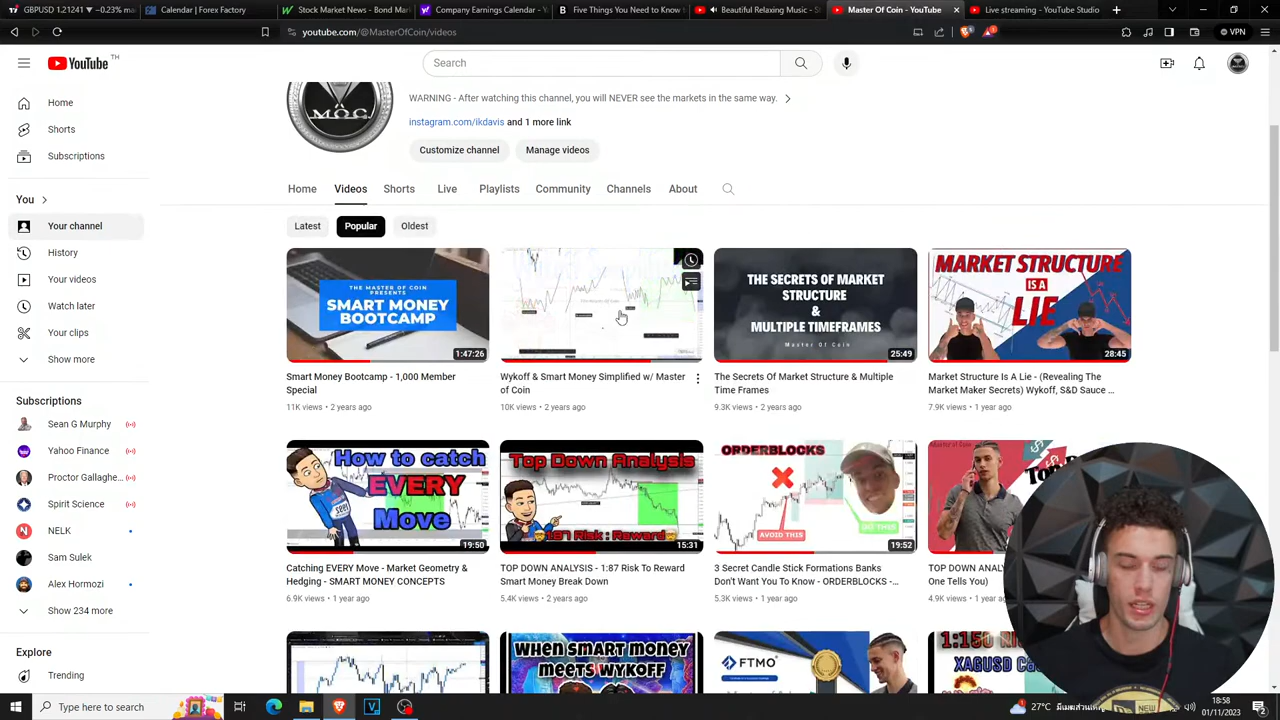 GBPUSD 1.21241 ▼ −0.23%
Calendar | Forex Factory
Stock Market News - Bond Mar
Company Earnings Calendar - Y
Five Things You Need to Know t
Beautiful Relaxing Music - S
Master Of Coin - YouTube
Live streaming - YouTube Studio
youtube.com/@MasterOfCoin/videos
VPN
YouTube TH
Search
Home
Shorts
Subscriptions
You
Your channel
History
Your videos
Watch later
Your clips
Show more
Subscriptions
Sean G Murphy
Yahoo Finance
Proctor Gallaghe...
Spirit Science
NELK
Sam Sulek
Alex Hormozi
Show 234 more
Explore
Trending
M.O.C
WARNING - After watching this channel, you will NEVER see the markets in the same way.
instagram.com/ikdavis and 1 more link
Customize channel
Manage videos
Home
Videos
Shorts
Live
Playlists
Community
Channels
About
Latest
Popular
Oldest
THE MASTER OF COIN
PRESENTS
SMART MONEY
BOOTCAMP
1:47:26
Smart Money Bootcamp - 1,000 Member
Special
11K views • 2 years ago
Wykoff & Smart Money Simplified w/ Master
of Coin
10K views • 2 years ago
THE SECRETS OF MARKET
STRUCTURE
&
MULTIPLE TIMEFRAMES
Master Of Coin
25:49
The Secrets Of Market Structure & Multiple
Time Frames
9.3K views • 2 years ago
MARKET STRUCTURE
IS A
LIE
28:45
Market Structure Is A Lie - (Revealing The
Market Maker Secrets) Wykoff, S&D Sauce ...
7.9K views • 1 year ago
How to catch
EVERY
Move
19:50
Catching EVERY Move - Market Geometry &
Hedging - SMART MONEY CONCEPTS
6.9K views • 1 year ago
Top Down Analysis
1:87 Risk : Reward
15:31
TOP DOWN ANALYSIS - 1:87 Risk To Reward
Smart Money Break Down
5.4K views • 2 years ago
ORDERBLOCKS
AVOID THIS
19:52
3 Secret Candle Stick Formations Banks
Don't Want You To Know - ORDERBLOCKS -...
5.3K views • 1 year ago
TOP DOWN ANALY
One Tells You)
4.9K views • 1 year ago
WHEN SMART MONEY
MEETS WYKOFF
FTMO
1:150 RI
XAGUSD Ca
Type here to search
27°C
18:58
01/11/2023
NEW
2